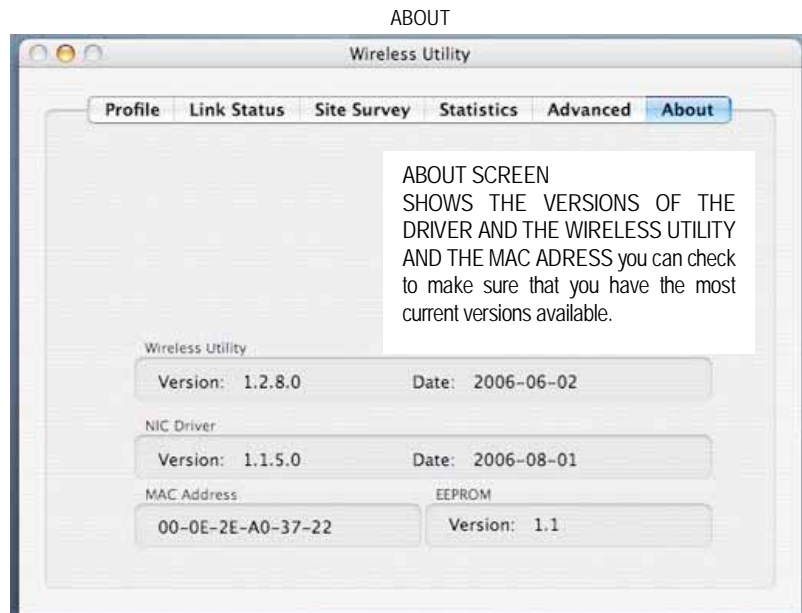 ABOUT
Wireless Utility
Profile Link Status Site Survey Statistics Advanced About
ABOUT SCREEN
SHOWS THE VERSIONS OF THE
DRIVER AND THE WIRELESS UTILITY
AND THE MAC ADRESS you can check
to make sure that you have the most
current versions available.
Wireless Utility
Version: 1.2.8.0 Date: 2006-06-02
NIC Driver
Version: 1.1.5.0 Date: 2006-08-01
MAC Address EEPROM
00-0E-2E-A0-37-22 Version: 1.1